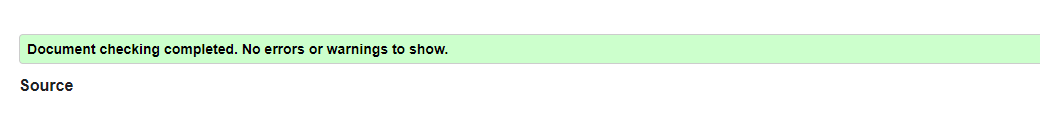 Document checking completed. No errors or warnings to show.
Source